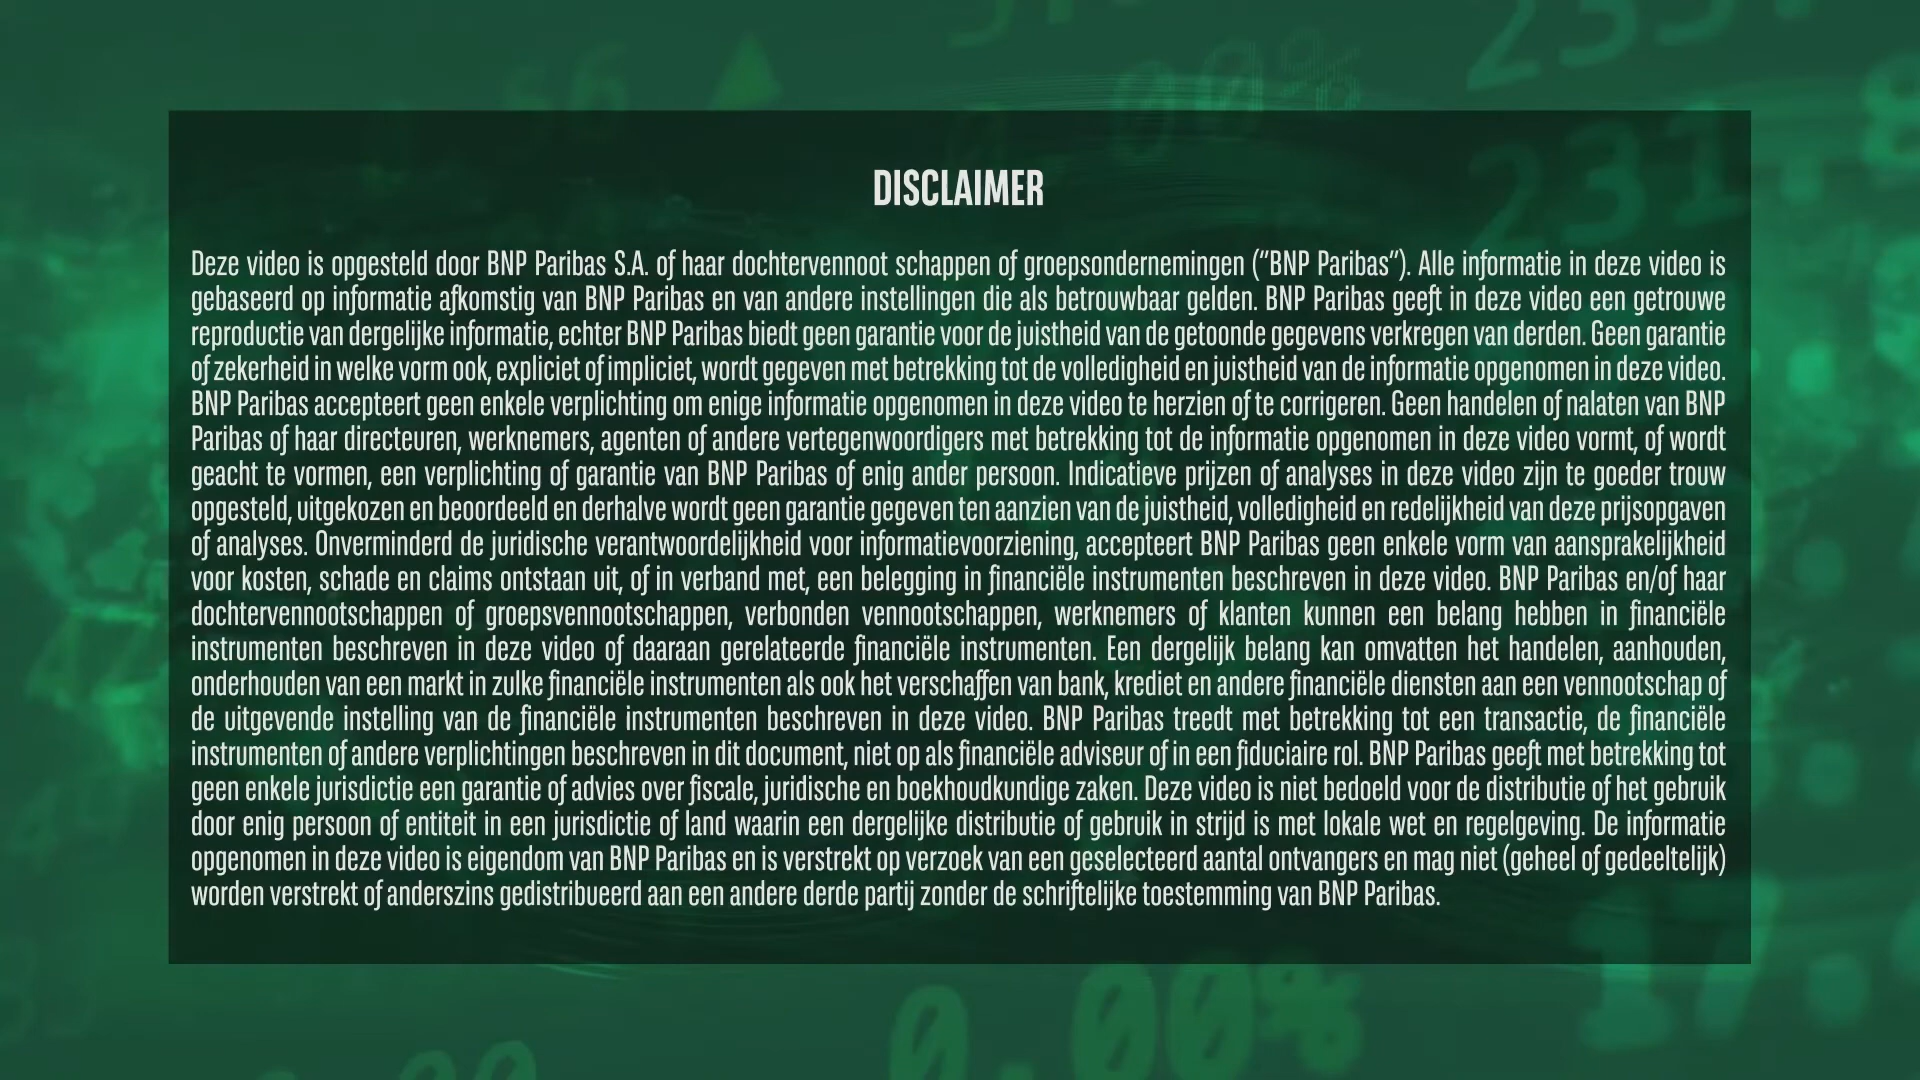 DISCLAIMER
Deze video is opgesteld door BNP Paribas S.A. of haar dochtervennoot schappen of groepsondernemingen (“BNP Paribas”). Alle informatie in deze video is
gebaseerd op informatie afkomstig van BNP Paribas en van andere instellingen die als betrouwbaar gelden. BNP Paribas geeft in deze video een getrouwe
reproductie van dergelijke informatie, echter BNP Paribas biedt geen garantie voor de juistheid van de getoonde gegevens verkregen van derden. Geen garantie
of zekerheid in welke vorm ook, expliciet of impliciet, wordt gegeven met betrekking tot de volledigheid en juistheid van de informatie opgenomen in deze video.
BNP Paribas accepteert geen enkele verplichting om enige informatie opgenomen in deze video te herzien of te corrigeren. Geen handelen of nalaten van BNP
Paribas of haar directeuren, werknemers, agenten of andere vertegenwoordigers met betrekking tot de informatie opgenomen in deze video vormt, of wordt
geacht te vormen, een verplichting of garantie van BNP Paribas of enig ander persoon. Indicatieve prijzen of analyses in deze video zijn te goeder trouw
opgesteld, uitgekozen en beoordeeld en derhalve wordt geen garantie gegeven ten aanzien van de juistheid, volledigheid en redelijkheid van deze prijsopgaven
of analyses. Onverminderd de juridische verantwoordelijkheid voor informatievoorziening, accepteert BNP Paribas geen enkele vorm van aansprakelijkheid
voor kosten, schade en claims ontstaan uit, of in verband met, een belegging in financiële instrumenten beschreven in deze video. BNP Paribas en/of haar
dochtervennootschappen of groepsvennootschappen, verbonden vennootschappen, werknemers of klanten kunnen een belang hebben in financiële
instrumenten beschreven in deze video of daaraan gerelateerde financiële instrumenten. Een dergelijk belang kan omvatten het handelen, aanhouden,
onderhouden van een markt in zulke financiële instrumenten als ook het verschaffen van bank, krediet en andere financiële diensten aan een vennootschap of
de uitgevende instelling van de financiële instrumenten beschreven in deze video. BNP Paribas treedt met betrekking tot een transactie, de financiële
instrumenten of andere verplichtingen beschreven in dit document, niet op als financiële adviseur of in een fiduciaire rol. BNP Paribas geeft met betrekking tot
geen enkele jurisdictie een garantie of advies over fiscale, juridische en boekhoudkundige zaken. Deze video is niet bedoeld voor de distributie of het gebruik
door enig persoon of entiteit in een jurisdictie of land waarin een dergelijke distributie of gebruik in strijd is met lokale wet en regelgeving. De informatie
opgenomen in deze video is eigendom van BNP Paribas en is verstrekt op verzoek van een geselecteerd aantal ontvangers en mag niet (geheel of gedeeltelijk)
worden verstrekt of anderszins gedistribueerd aan een andere derde partij zonder de schriftelijke toestemming van BNP Paribas.
0.00%